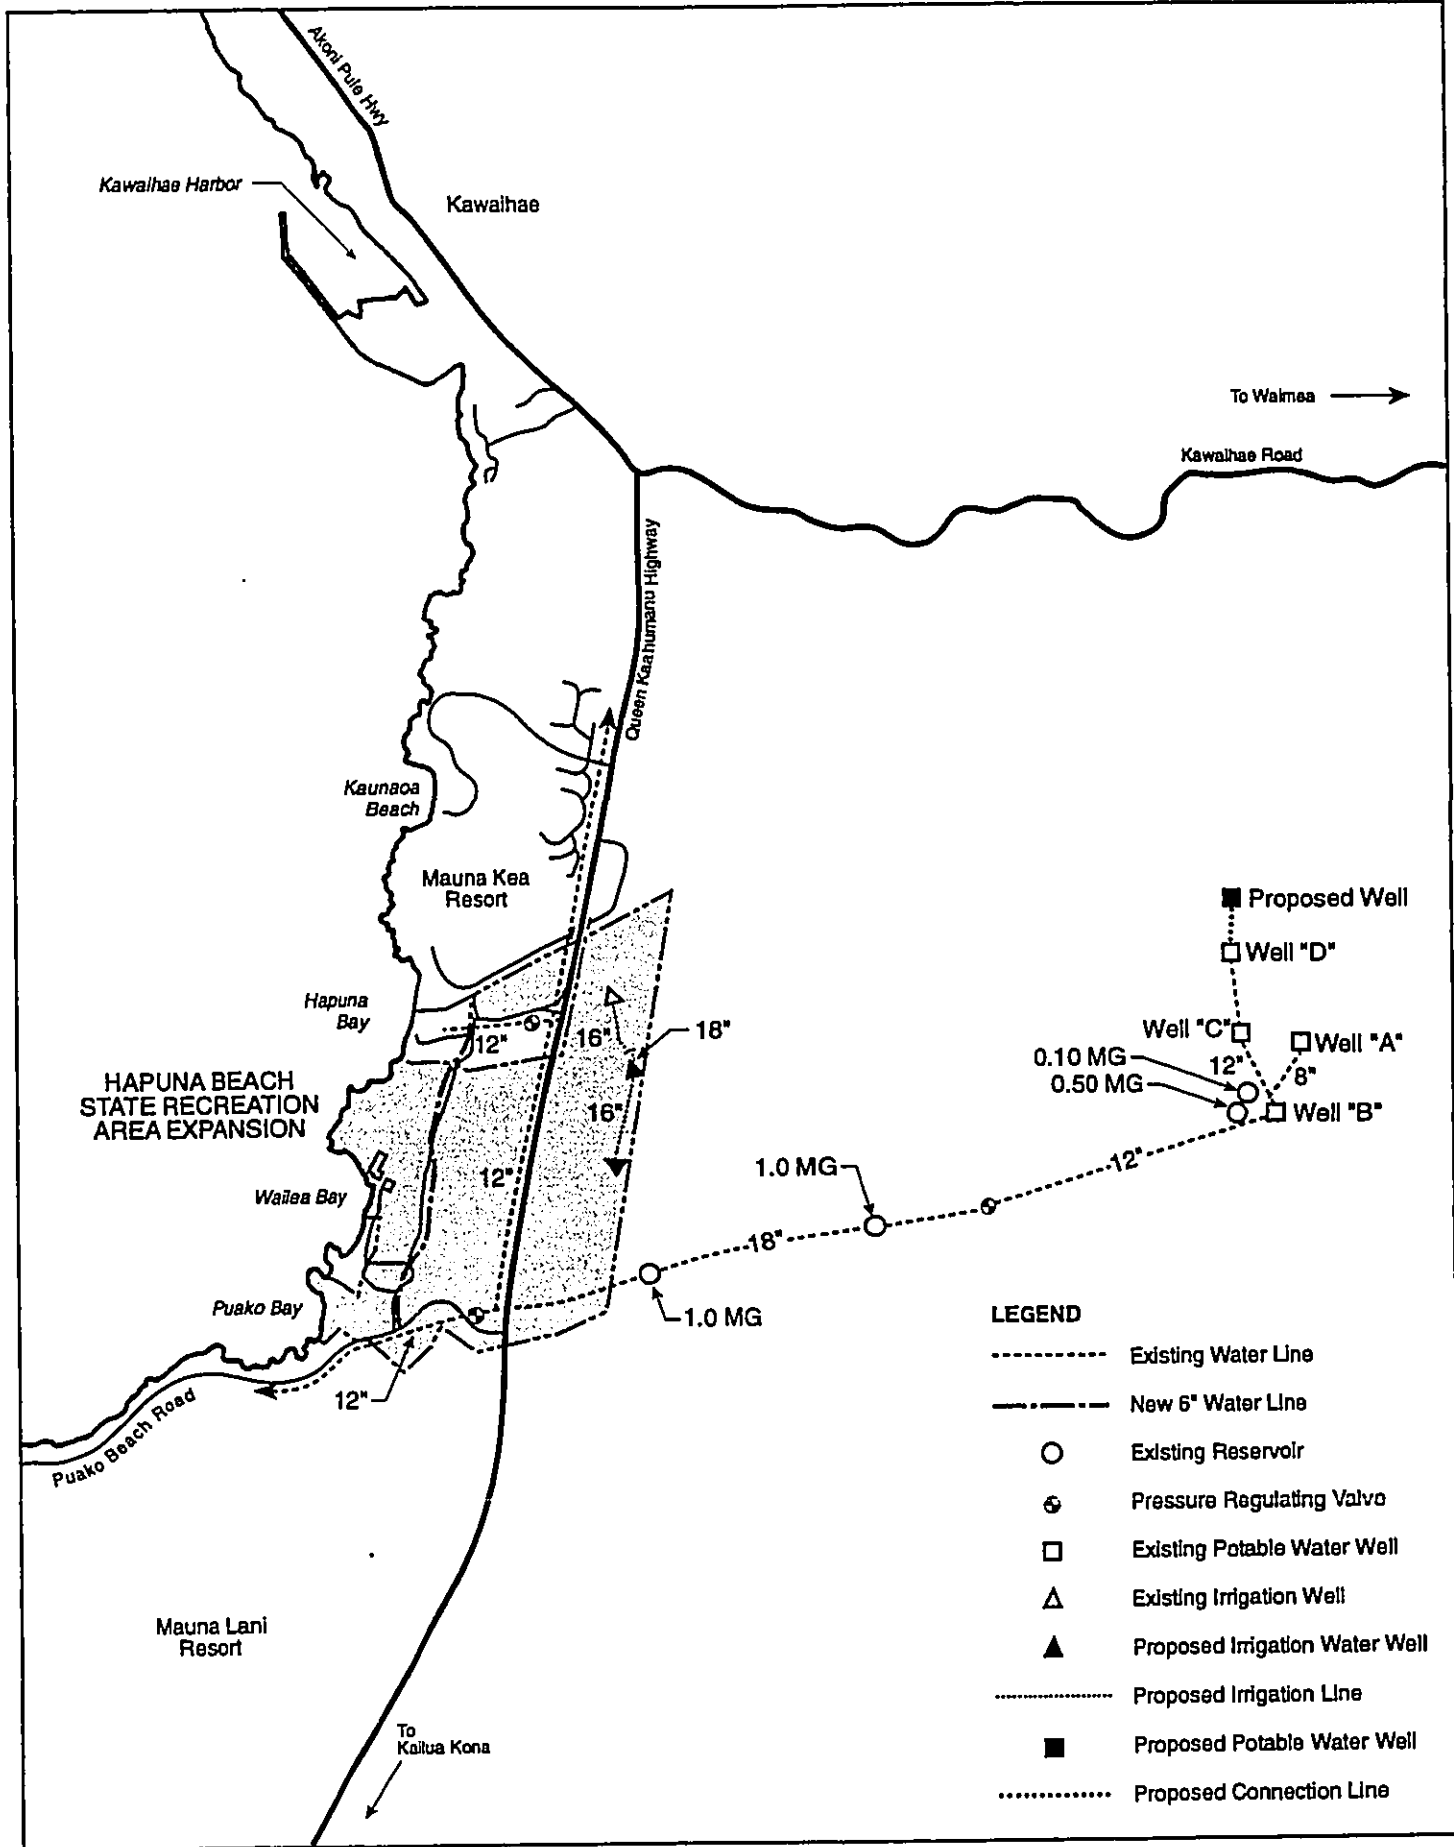 Akoni Pule Hwy
Kawaihae Harbor
Kawaihae
To Waimea
Kawaihae Road
Queen Kaahumanu Highway
Kaunaoa
Beach
Mauna Kea
Resort
Proposed Well
Well "D"
Hapuna
Bay
12"
16"
18"
Well "C"
Well "A"
0.10 MG
12"
8"
0.50 MG
Well "B"
HAPUNA BEACH
STATE RECREATION
AREA EXPANSION
16"
12"
1.0 MG
12"
Wailea Bay
18"
Puako Bay
1.0 MG
12"
Puako Beach Road
LEGEND
Existing Water Line
New 6" Water Line
Existing Reservoir
Pressure Regulating Valve
Existing Potable Water Well
Existing Irrigation Well
Proposed Irrigation Water Well
Proposed Irrigation Line
Proposed Potable Water Well
Proposed Connection Line
Mauna Lani
Resort
To
Kailua Kona